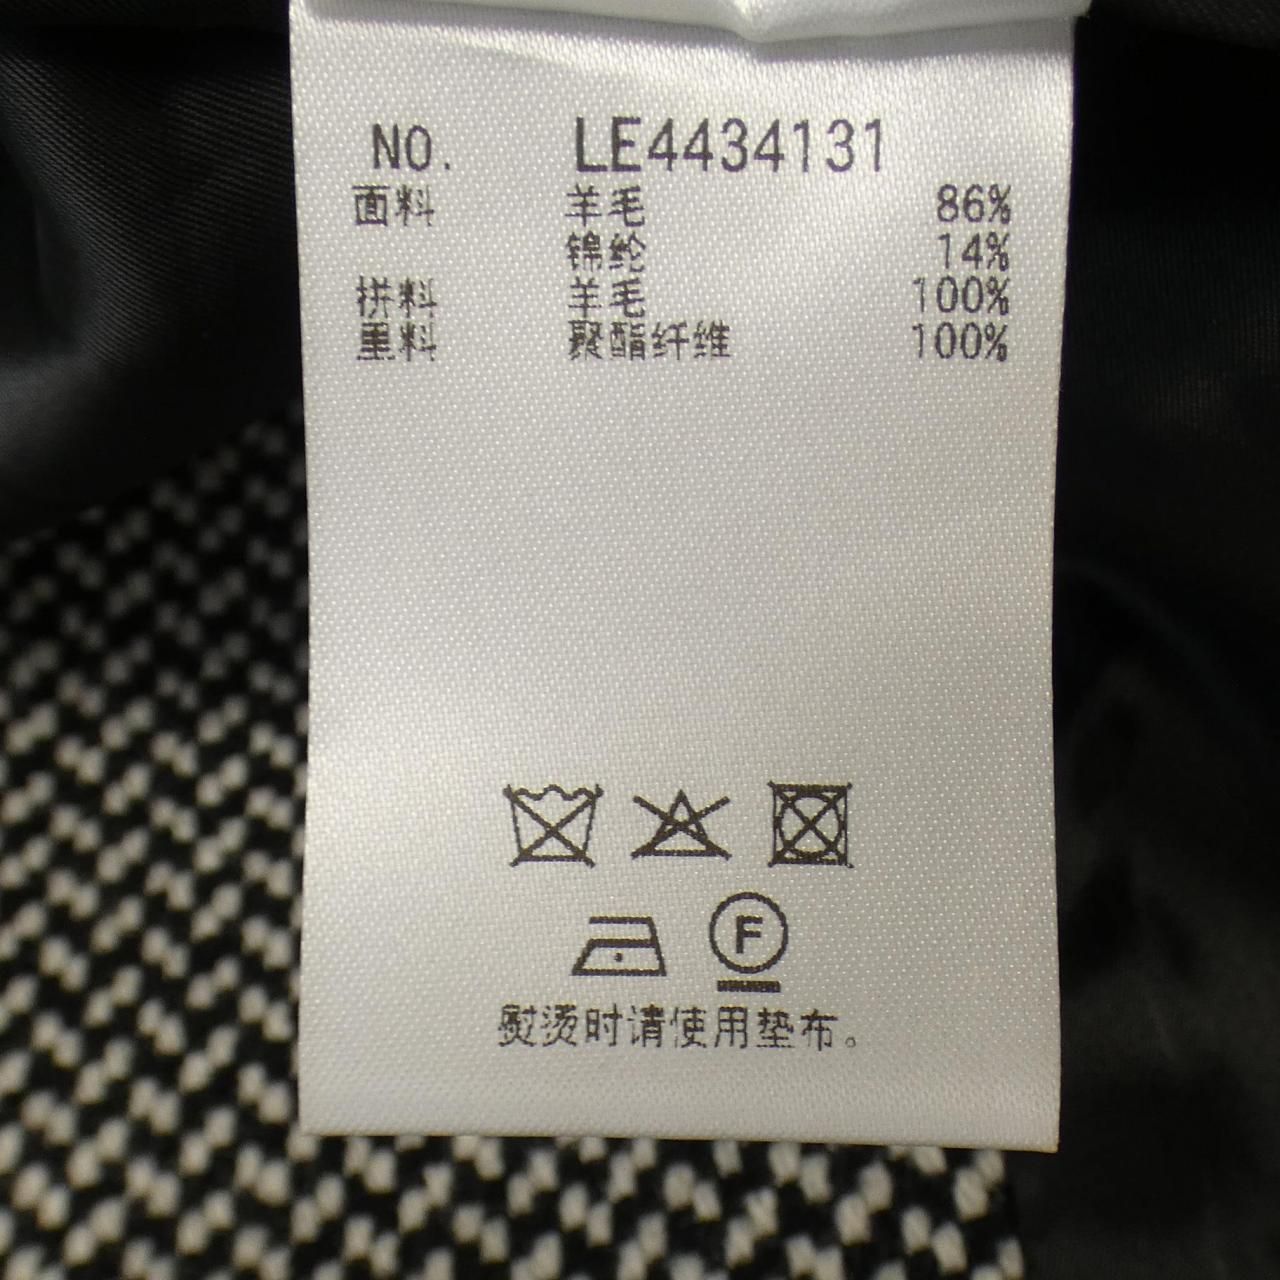 NO. LE4434131
面料 羊毛 86%
锦纶 14%
拼料 羊毛 100%
里料 聚酯纤维 100%
F
熨烫时请使用垫布。